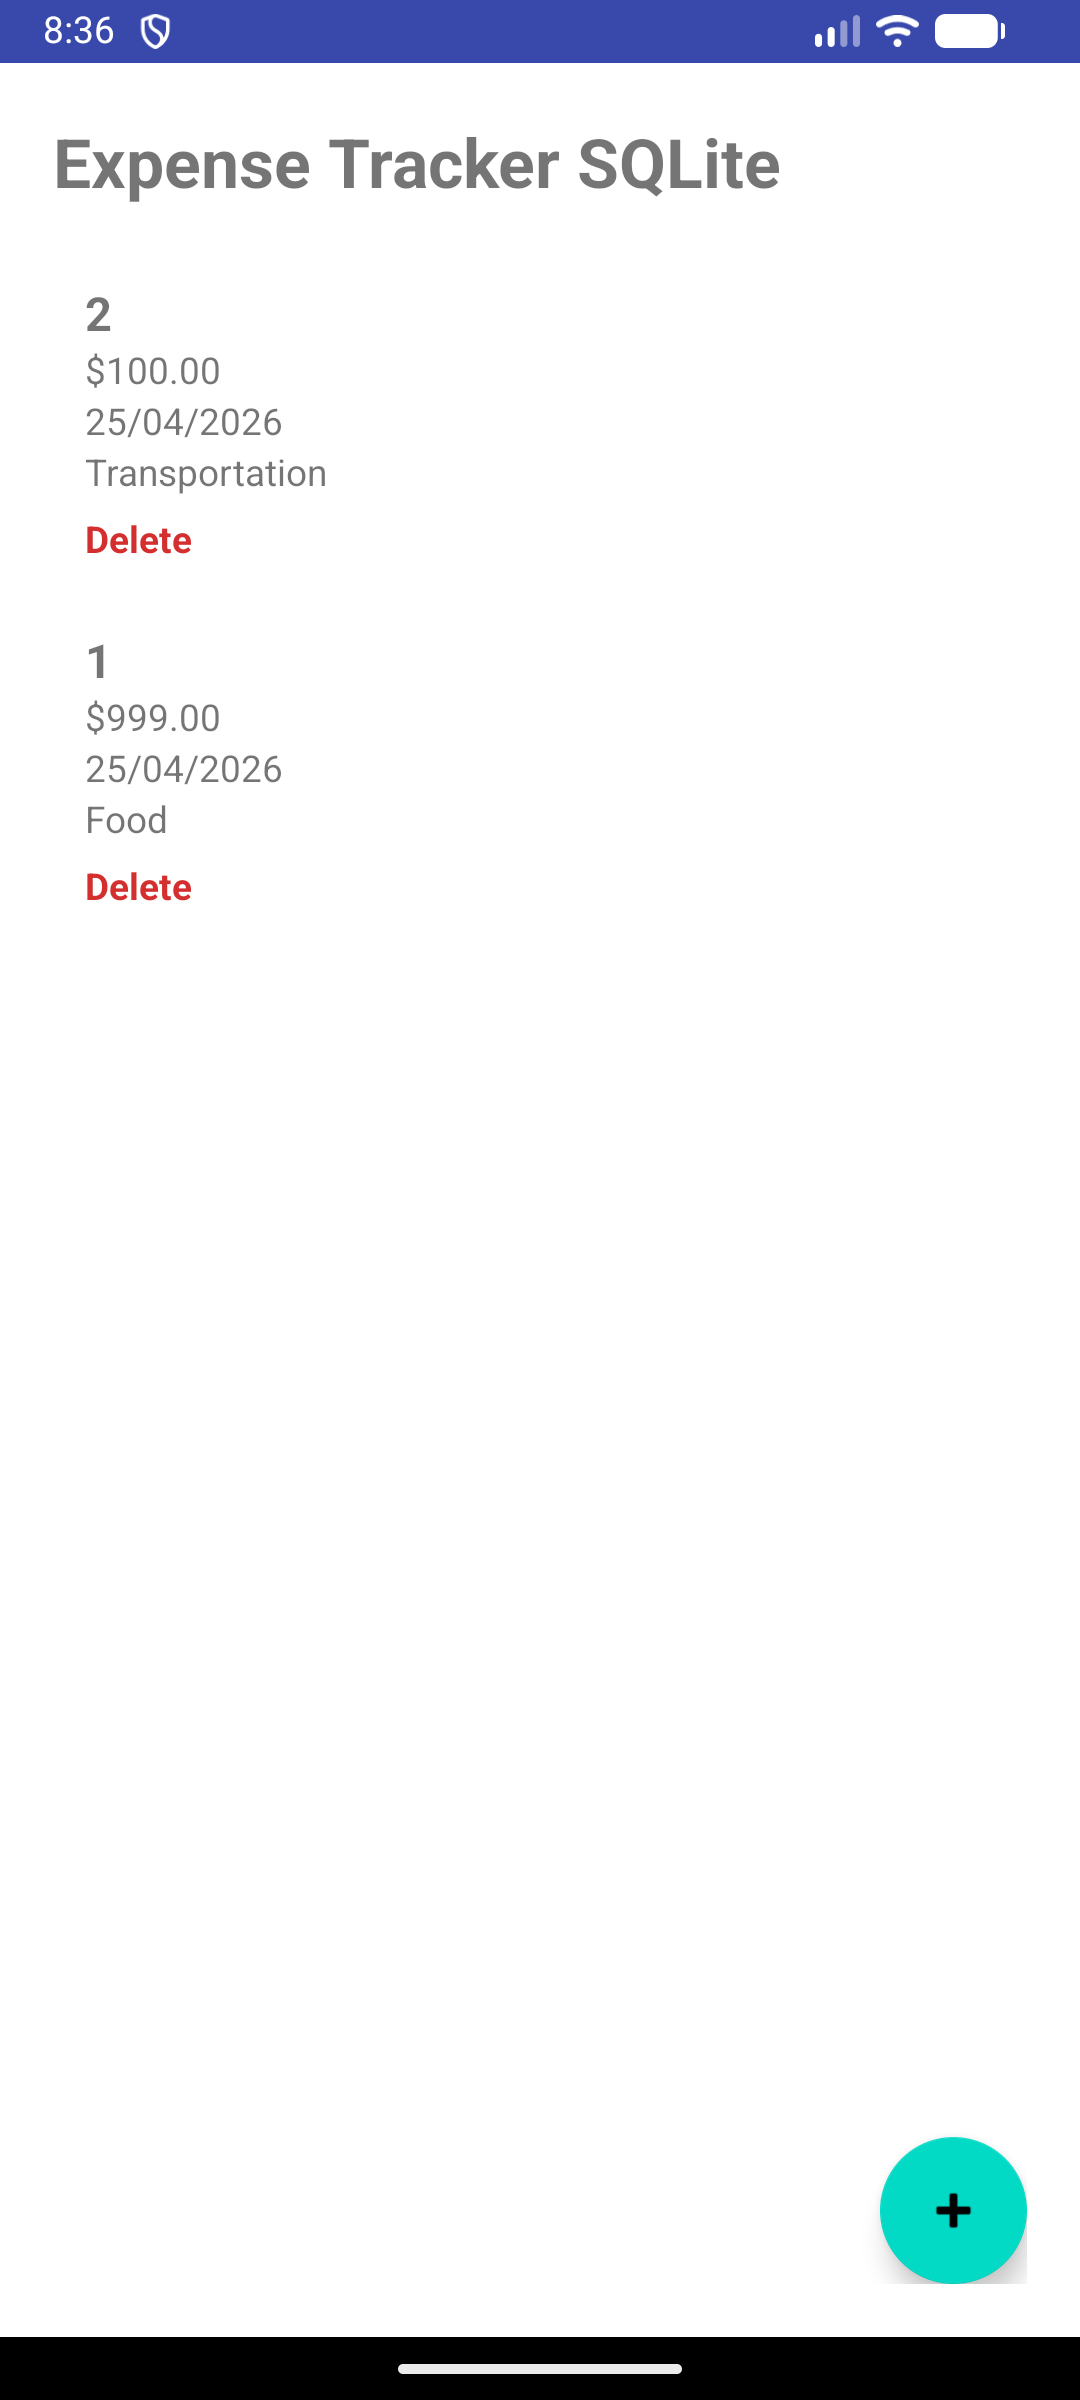 8:36
Expense Tracker SQLite
2
$100.00
25/04/2026
Transportation
Delete
1
$999.00
25/04/2026
Food
Delete